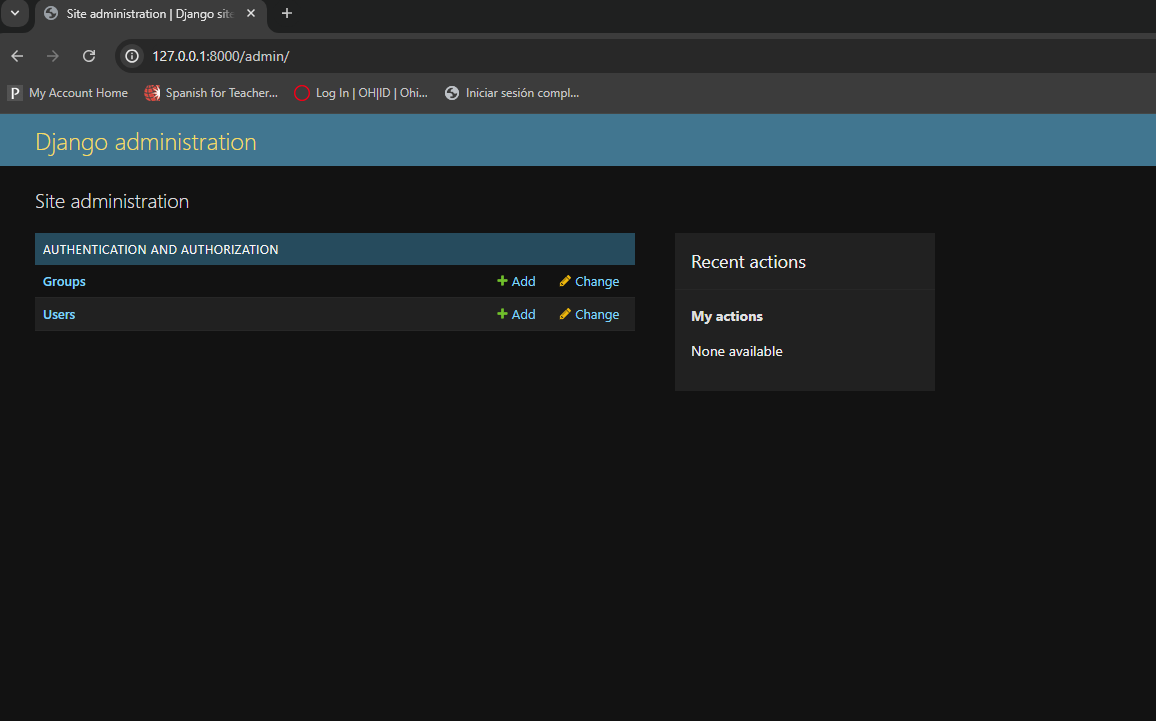 Site administration | Django site
127.0.0.1:8000/admin/
P My Account Home Spanish for Teacher... Log In | OH|ID | Ohi... Iniciar sesión compl...
Django administration
Site administration
AUTHENTICATION AND AUTHORIZATION
Groups Add Change
Users Add Change
Recent actions
My actions
None available